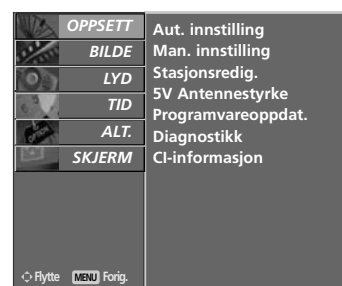 OPPSETT
BILDE
LYD
TID
ALT.
SKJERM
Aut. innstilling
Man. innstilling
Stasjonsredig.
5V Antennestyrke
Programvareoppdat.
Diagnostikk
CI-informasjon
Flytte MENU Forig.